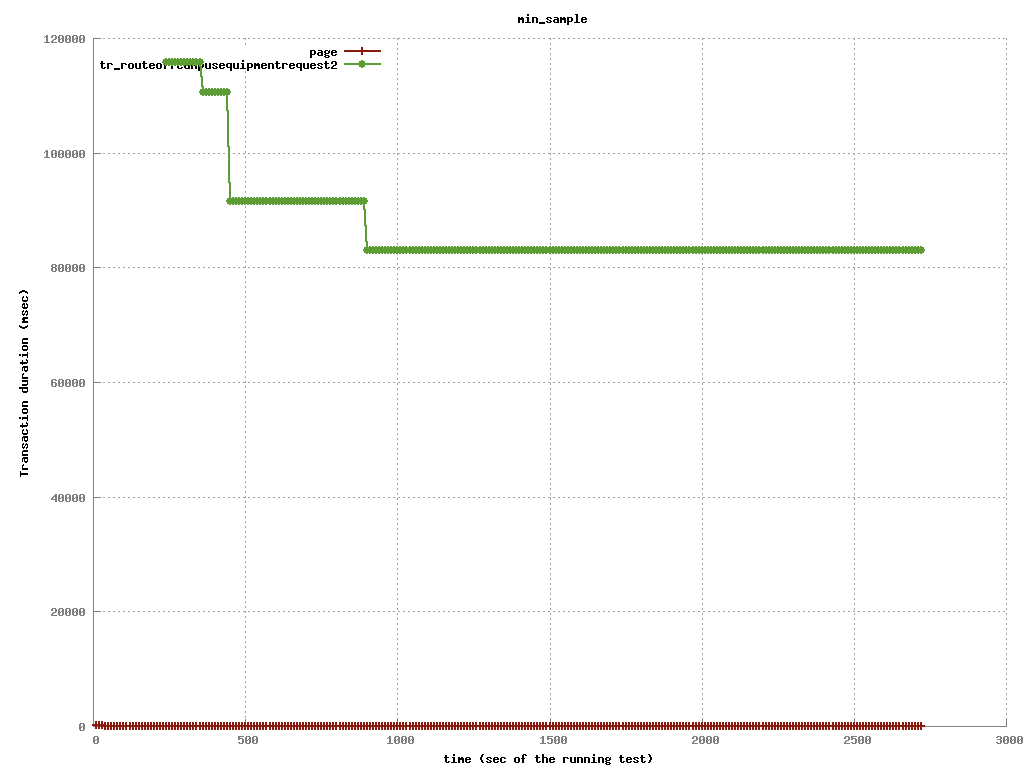 min_sample
120000
page
tr_routeoffcampusequipmentrequest2
100000
80000
60000
40000
20000
0
Transaction duration (msec)
0 500 1000 1500 2000 2500 3000
time (sec of the running test)